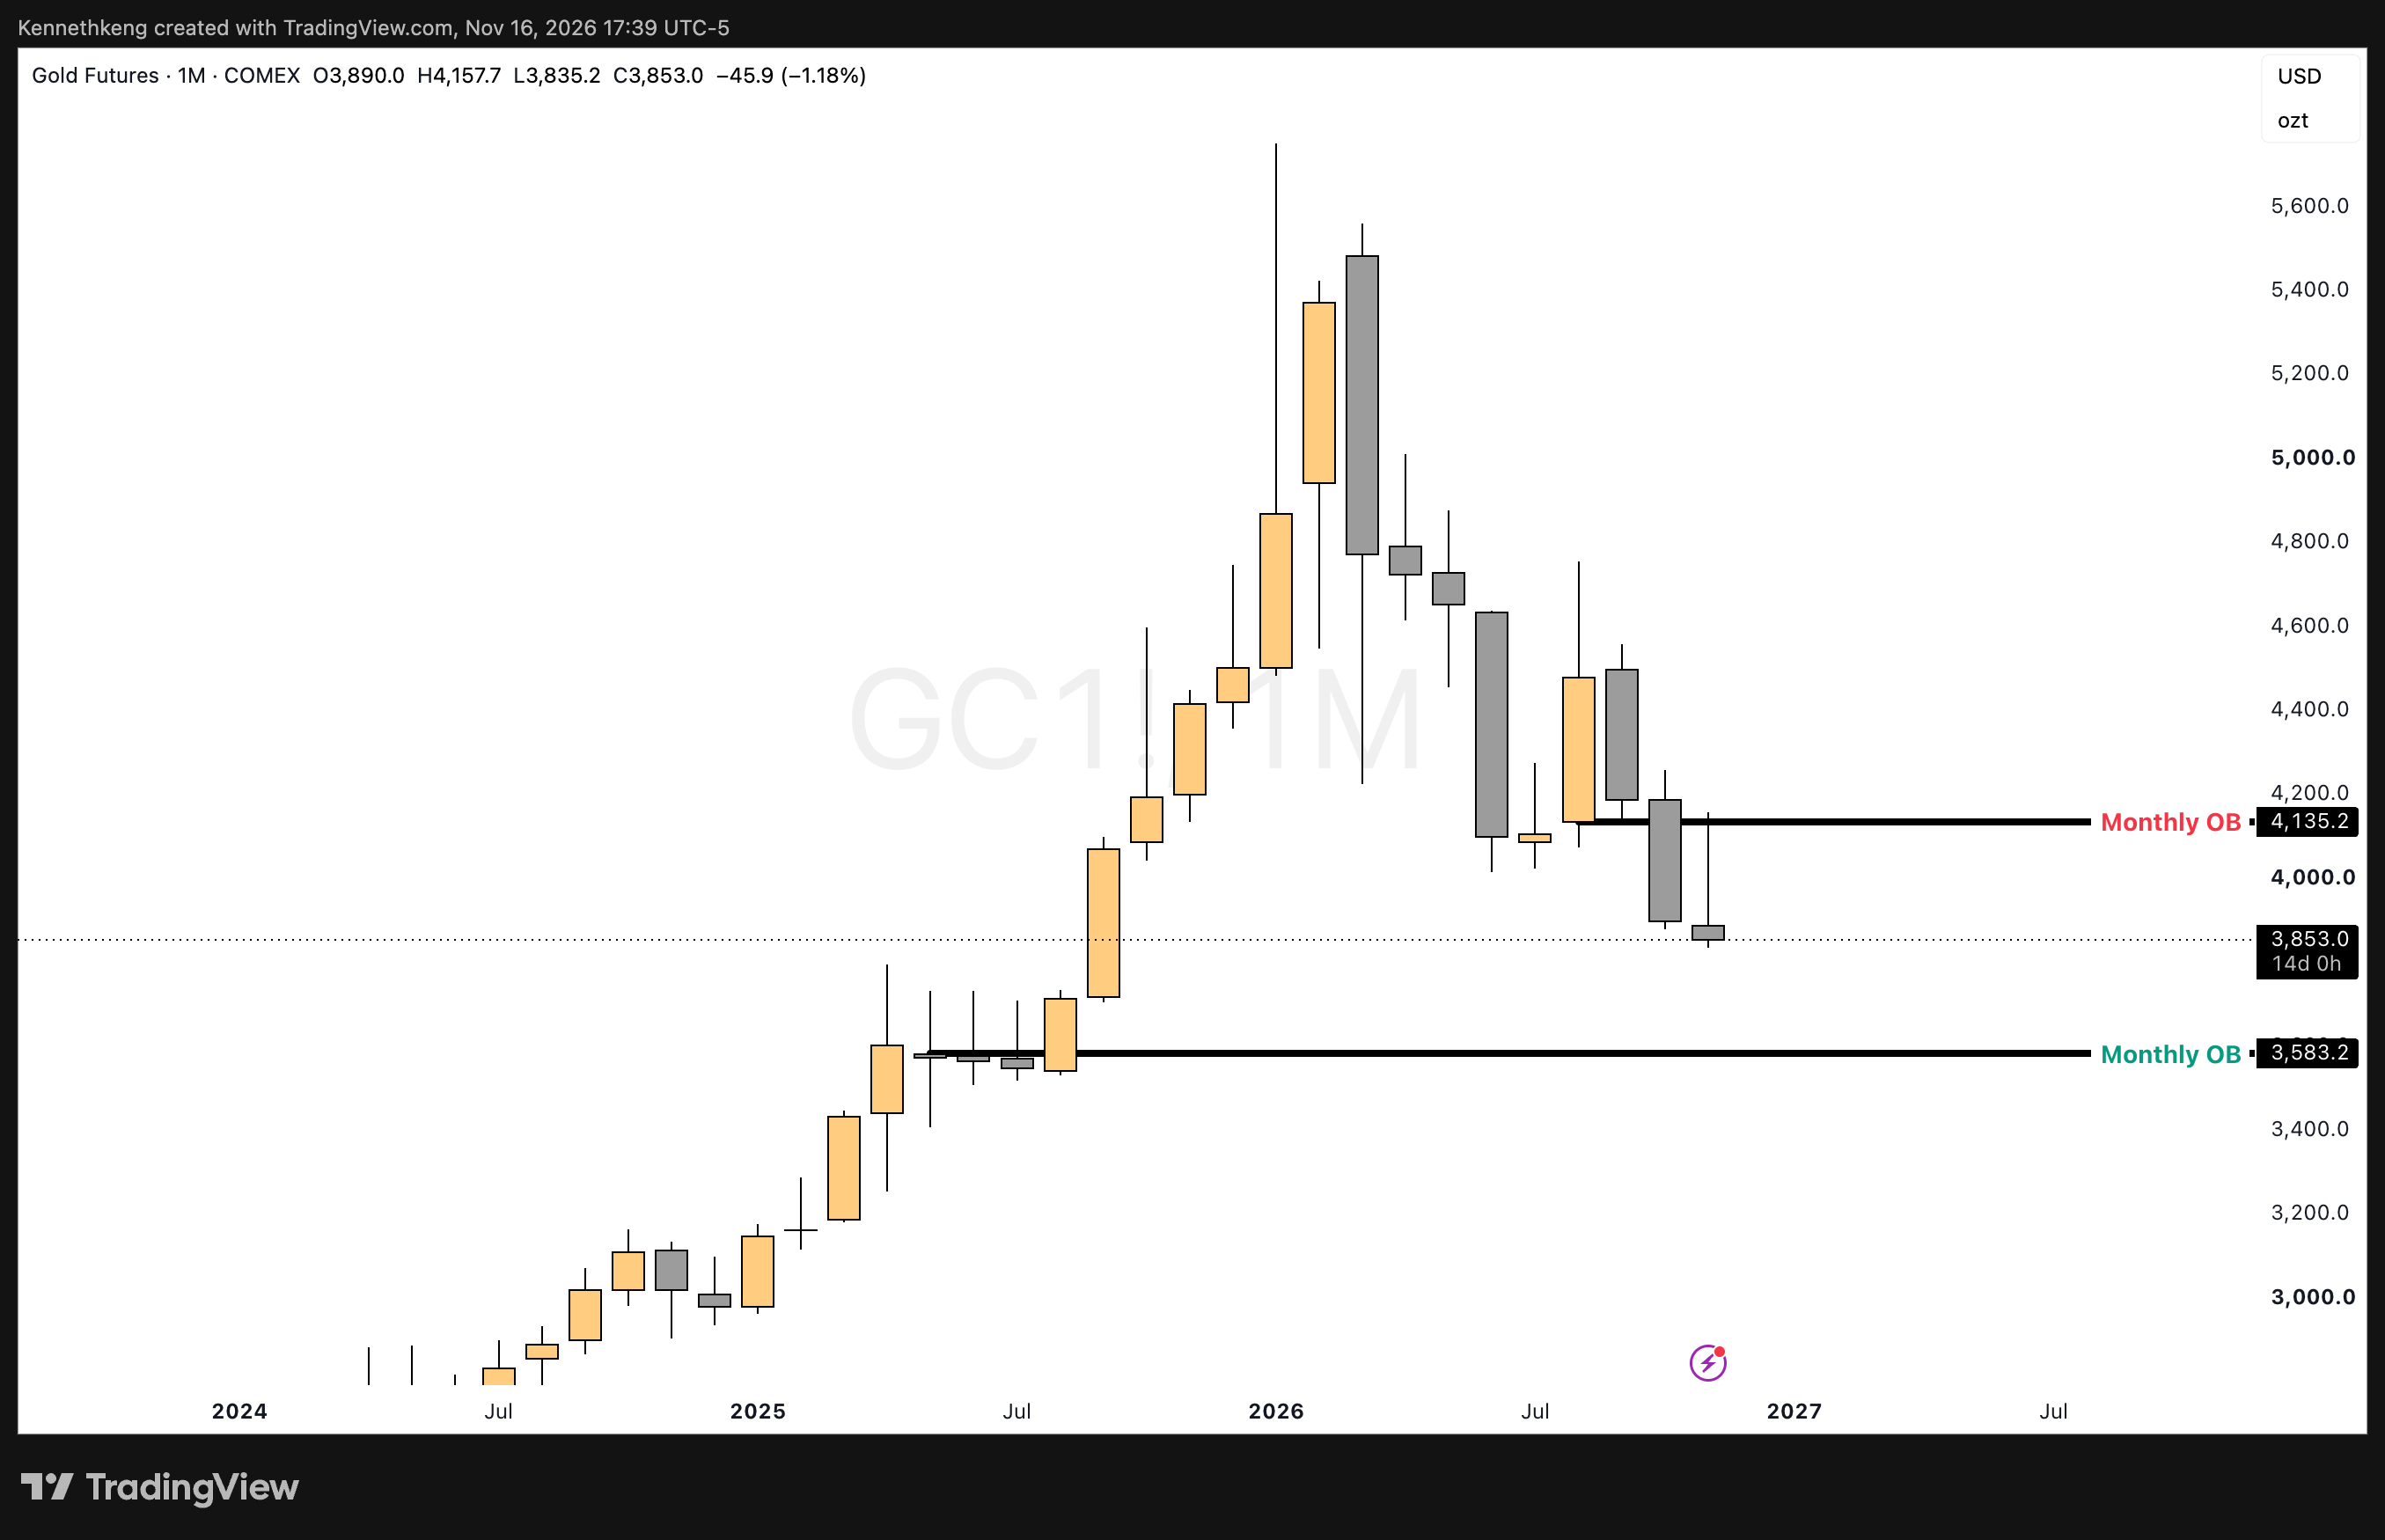 Kennethkeng created with TradingView.com, Nov 16, 2026 17:39 UTC-5
Gold Futures · 1M · COMEX O3,890.0 H4,157.7 L3,835.2 C3,853.0 −45.9 (−1.18%)
USD
ozt
5,600.0
5,400.0
5,200.0
5,000.0
4,800.0
4,600.0
GC1!, 1M
4,400.0
4,200.0
Monthly OB 4,135.2
4,000.0
3,853.0
14d 0h
Monthly OB 3,583.2
3,400.0
3,200.0
3,000.0
2024 Jul 2025 Jul 2026 Jul 2027 Jul
TradingView